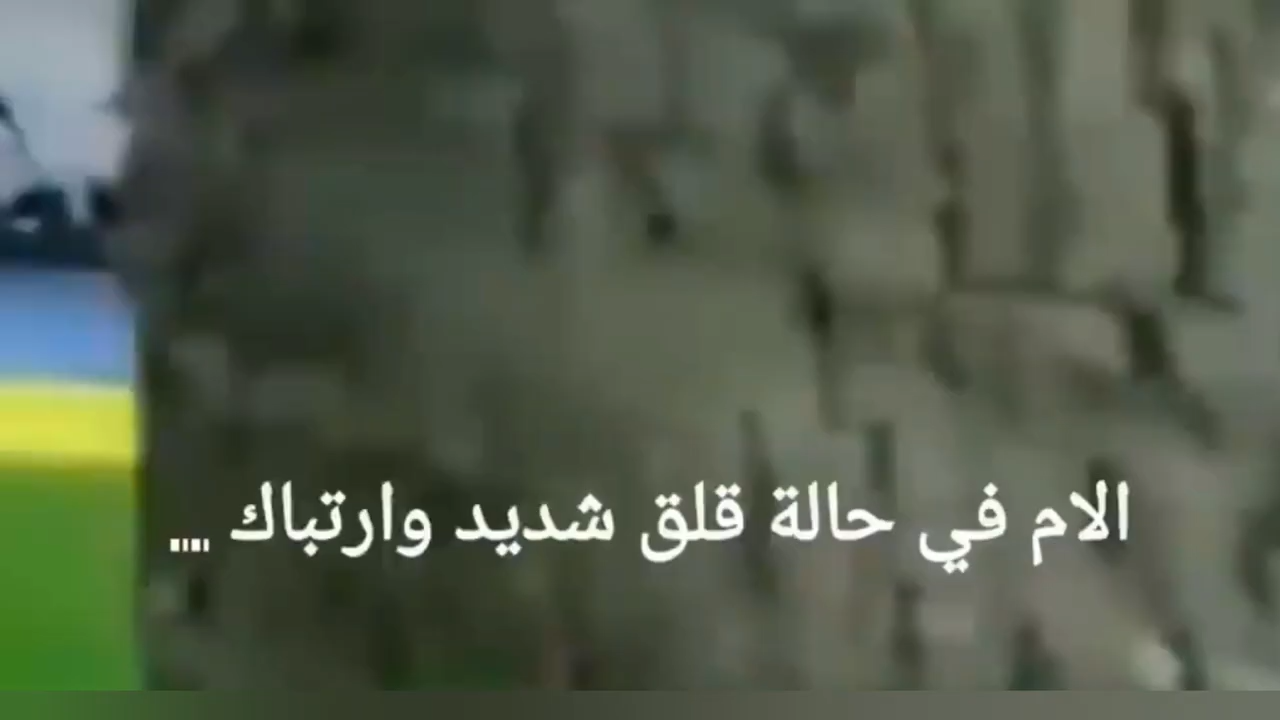 الام في حالة قلق شديد وارتباك ....